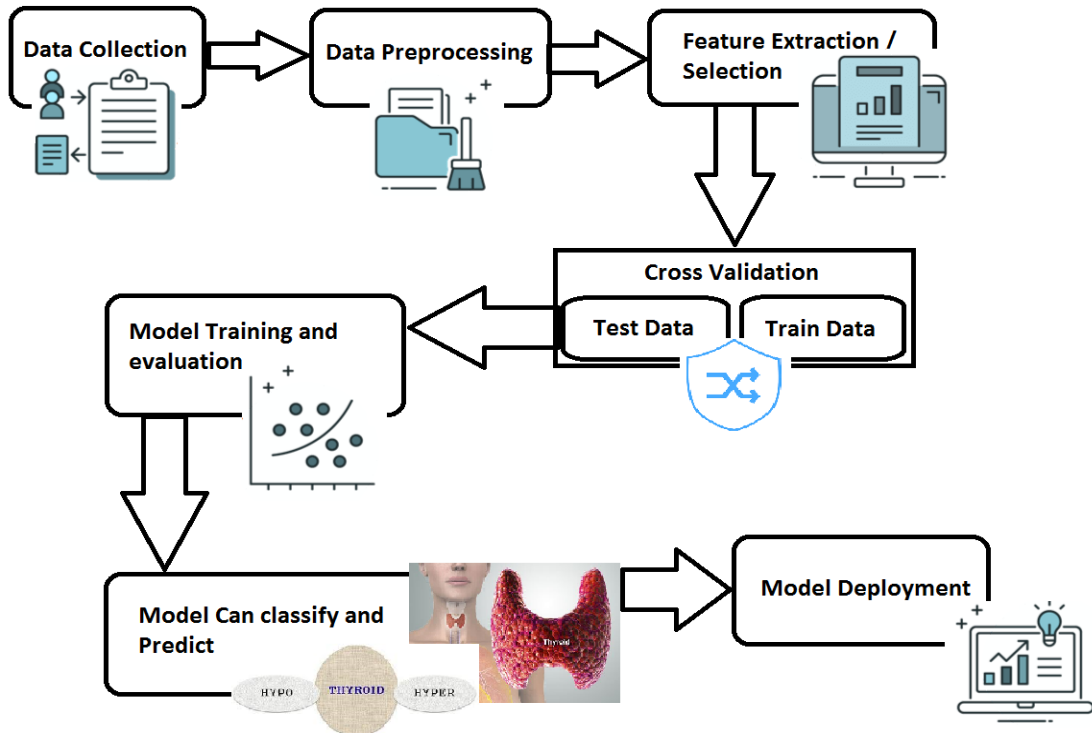 Data Collection
Data Preprocessing
Feature Extraction /
Selection
Cross Validation
Test Data
Train Data
Model Training and
evaluation
Model Can classify and
Predict
Thyroid
HYPO
THYROID
HYPER
Model Deployment